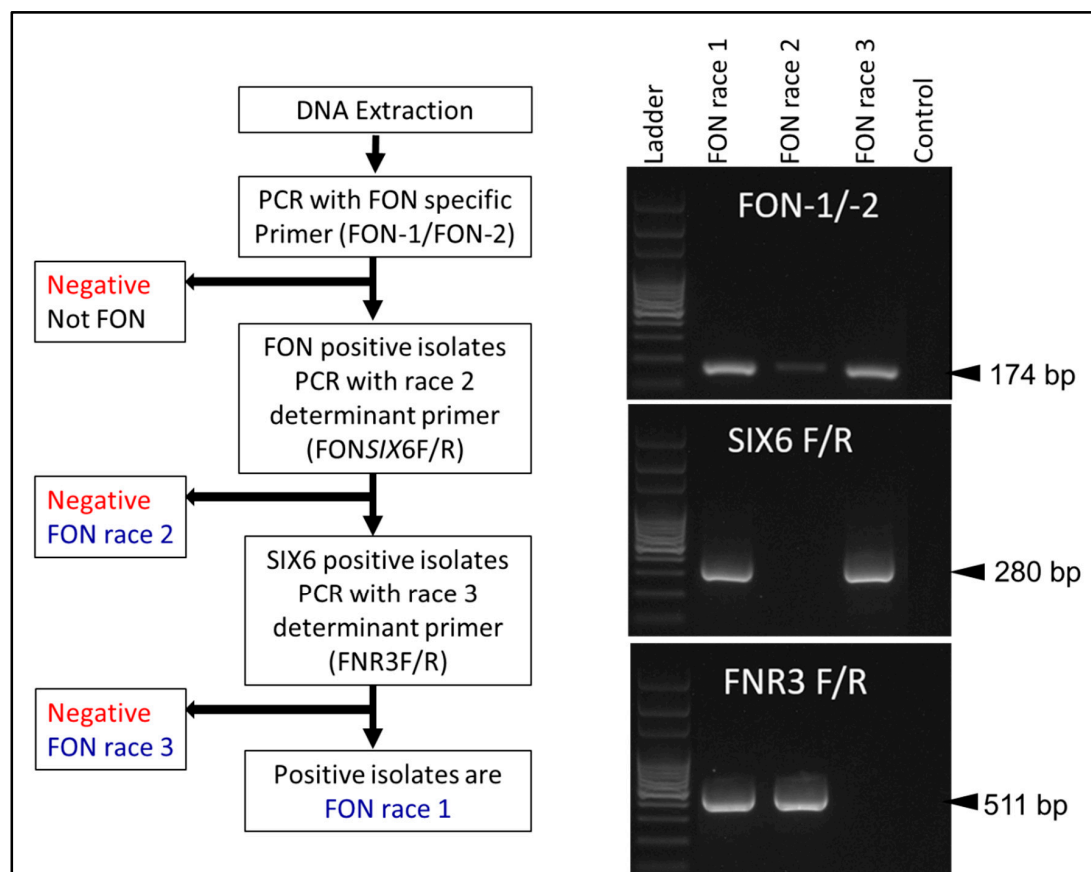 DNA Extraction
PCR with FON specific
Primer (FON-1/FON-2)
Negative
Not FON
FON positive isolates
PCR with race 2
determinant primer
(FONSIX6F/R)
Negative
FON race 2
SIX6 positive isolates
PCR with race 3
determinant primer
(FNR3F/R)
Negative
FON race 3
Positive isolates are
FON race 1
Ladder
FON race 1
FON race 2
FON race 3
Control
FON-1/-2
174 bp
SIX6 F/R
280 bp
FNR3 F/R
511 bp